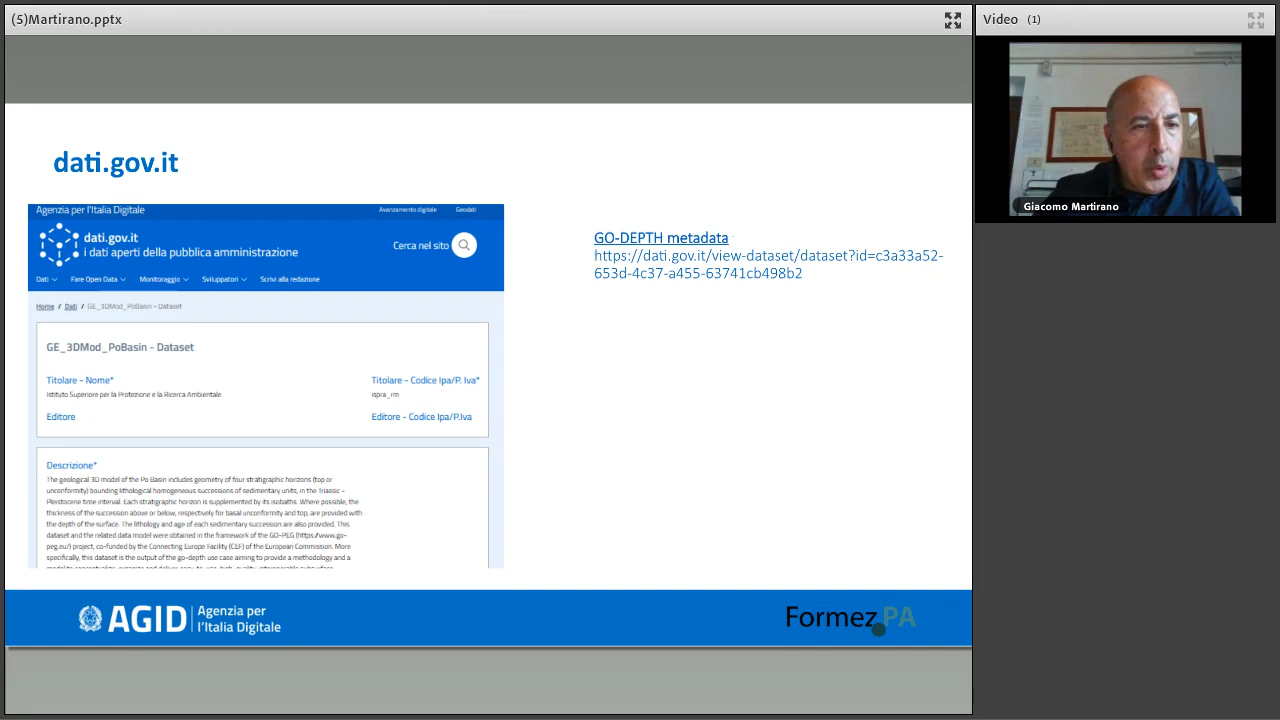 (5)Martirano.pptx
Video (1)
Giacomo Martirano
dati.gov.it
Agenzia per l'Italia Digitale
Avanzamento digitale
Geodati
dati.gov.it
i dati aperti della pubblica amministrazione
Cerca nel sito
Dati
Fare Open Data
Monitoraggio
Sviluppatori
Scrivi alla redazione
Home / Dati / GE_3DMod_PoBasin - Dataset
GE_3DMod_PoBasin - Dataset
Titolare - Nome*
Titolare - Codice Ipa/P. Iva*
Istituto Superiore per la Protezione e la Ricerca Ambientale
ispra_rm
Editore
Editore - Codice Ipa/P.Iva
Descrizione*
The geological 3D model of the Po Basin includes geometry of four stratigraphic horizons (top or
unconformity) bounding lithological homogeneous successions of sedimentary units, in the Triassic -
Pleistocene time interval. Each stratigraphic horizon is supplemented by its isobaths. Where possible, the
thickness of the succession above or below, respectively for basal unconformity and top, are provided with
the depth of the surface. The lithology and age of each sedimentary succession are also provided. This
dataset and the related data model were obtained in the framework of the GO-PEG (https://www.go-
peg.eu/) project, co-funded by the Connecting Europe Facility (CEF) of the European Commission. More
specifically, this dataset is the output of the go-depth use case aiming to provide a methodology and a
GO-DEPTH metadata
https://dati.gov.it/view-dataset/dataset?id=c3a33a52-
653d-4c37-a455-63741cb498b2
AGID
Agenzia per
l'Italia Digitale
Formez PA